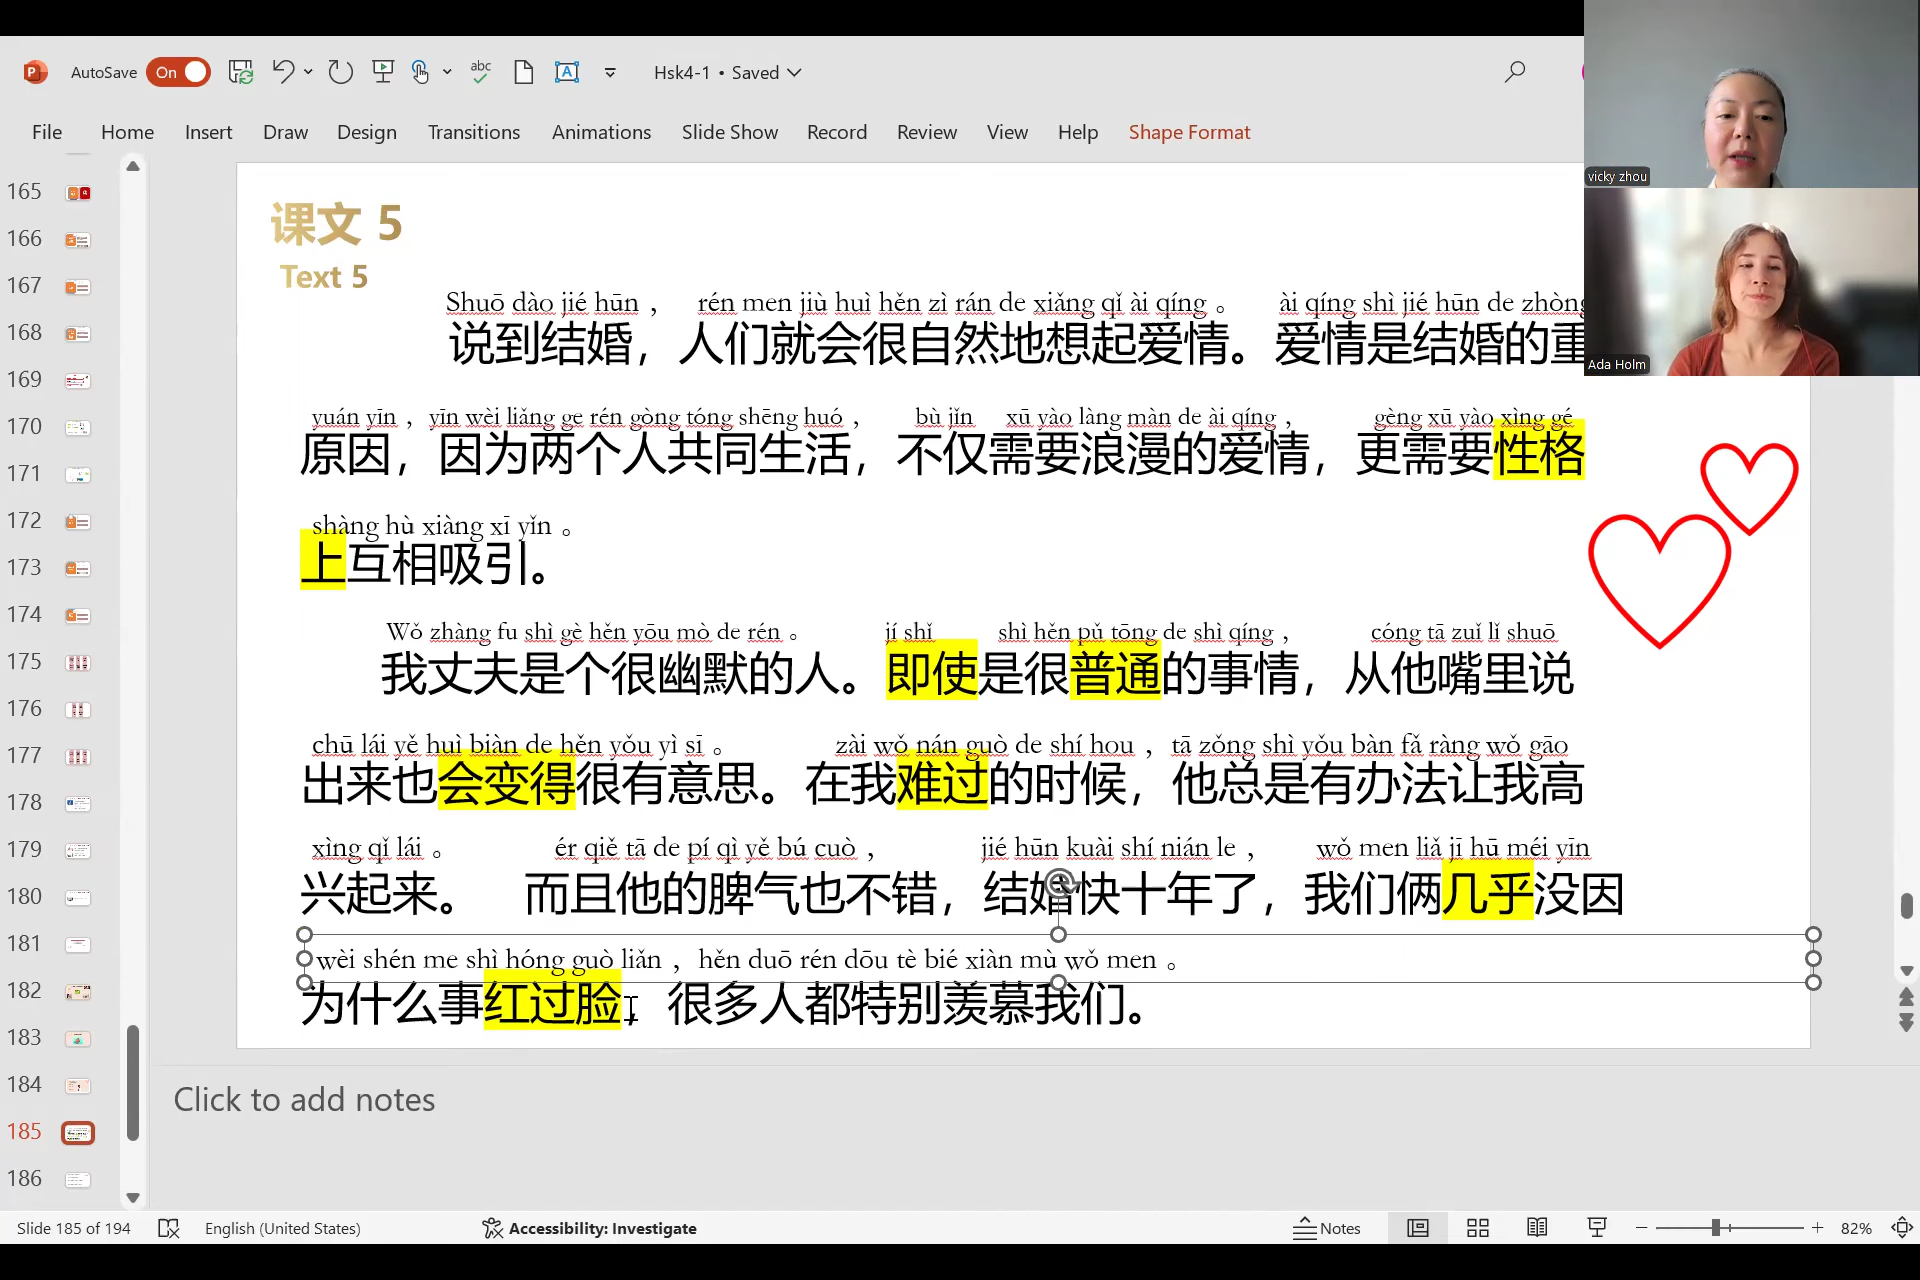 AutoSave On Hsk4-1 • Saved
File Home Insert Draw Design Transitions Animations Slide Show Record Review View Help Shape Format
vicky zhou
Ada Holm
165
166
167
168
169
170
171
172
173
174
175
176
177
178
179
180
181
182
183
184
185
186
课文 5
Text 5
Shuō dào jié hūn ， rén men jiù huì hěn zì rán de xiǎng qǐ ài qíng 。 ài qíng shì jié hūn de zhòng
说到结婚，人们就会很自然地想起爱情。爱情是结婚的重
yuán yīn ， yīn wèi liǎng ge rén gòng tóng shēng huó ， bù jǐn xū yào làng màn de ài qíng ， gèng xū yào xìng gé
原因，因为两个人共同生活，不仅需要浪漫的爱情，更需要性格
shàng hù xiàng xī yǐn 。
上互相吸引。
Wǒ zhàng fu shì gè hěn yōu mò de rén 。 jí shǐ shì hěn pǔ tōng de shì qíng ， cóng tā zuǐ lǐ shuō
我丈夫是个很幽默的人。即使是很普通的事情，从他嘴里说
chū lái yě huì biàn de hěn yǒu yì sī 。 zài wǒ nán guò de shí hou ， tā zǒng shì yǒu bàn fǎ ràng wǒ gāo
出来也会变得很有意思。在我难过的时候，他总是有办法让我高
xìng qǐ lái 。 ér qiě tā de pí qì yě bú cuò ， jié hūn kuài shí nián le ， wǒ men liǎ jī hū méi yīn
兴起来。 而且他的脾气也不错，结婚快十年了，我们俩几乎没因
wèi shén me shì hóng guò liǎn ，hěn duō rén dōu tè bié xiàn mù wǒ men 。
为什么事红过脸，很多人都特别羡慕我们。
Click to add notes
Slide 185 of 194 English (United States) Accessibility: Investigate Notes 82%